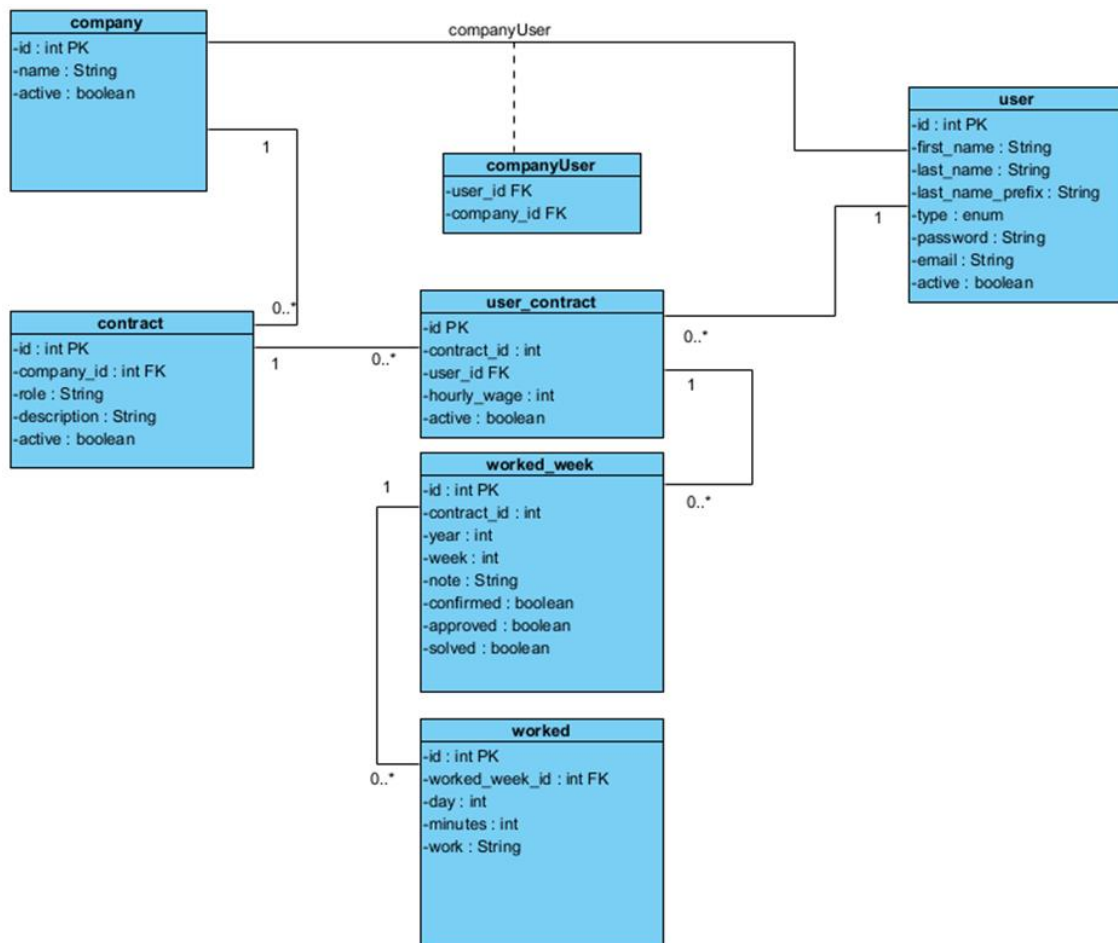 company
-id : int PK
-name : String
-active : boolean
companyUser
user
-id : int PK
-first_name : String
-last_name : String
-last_name_prefix : String
-type : enum
-password : String
-email : String
-active : boolean
1
companyUser
-user_id FK
-company_id FK
1
0..*
contract
-id : int PK
-company_id : int FK
-role : String
-description : String
-active : boolean
1
0..*
user_contract
-id PK
-contract_id : int
-user_id FK
-hourly_wage : int
-active : boolean
0..*
1
worked_week
-id : int PK
-contract_id : int
-year : int
-week : int
-note : String
-confirmed : boolean
-approved : boolean
-solved : boolean
1
0..*
worked
-id : int PK
-worked_week_id : int FK
-day : int
-minutes : int
-work : String
0..*